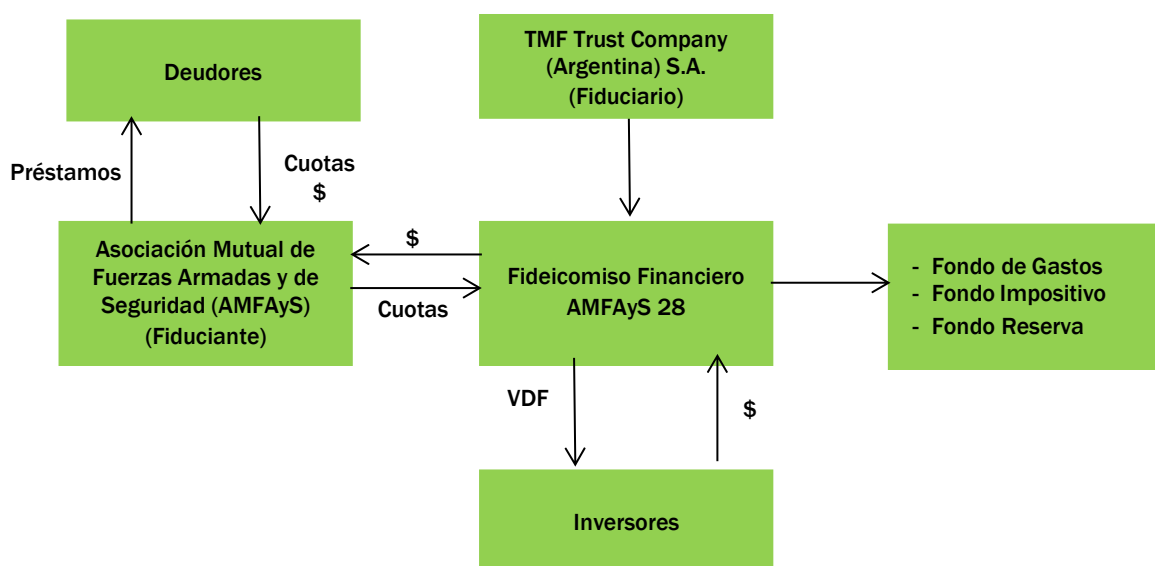 Deudores
TMF Trust Company
(Argentina) S.A.
(Fiduciario)
Préstamos
Cuotas
$
Asociación Mutual de
Fuerzas Armadas y de
Seguridad (AMFAyS)
(Fiduciante)
$
Cuotas
Fideicomiso Financiero
AMFAyS 28
- Fondo de Gastos
- Fondo Impositivo
- Fondo Reserva
VDF
$
Inversores